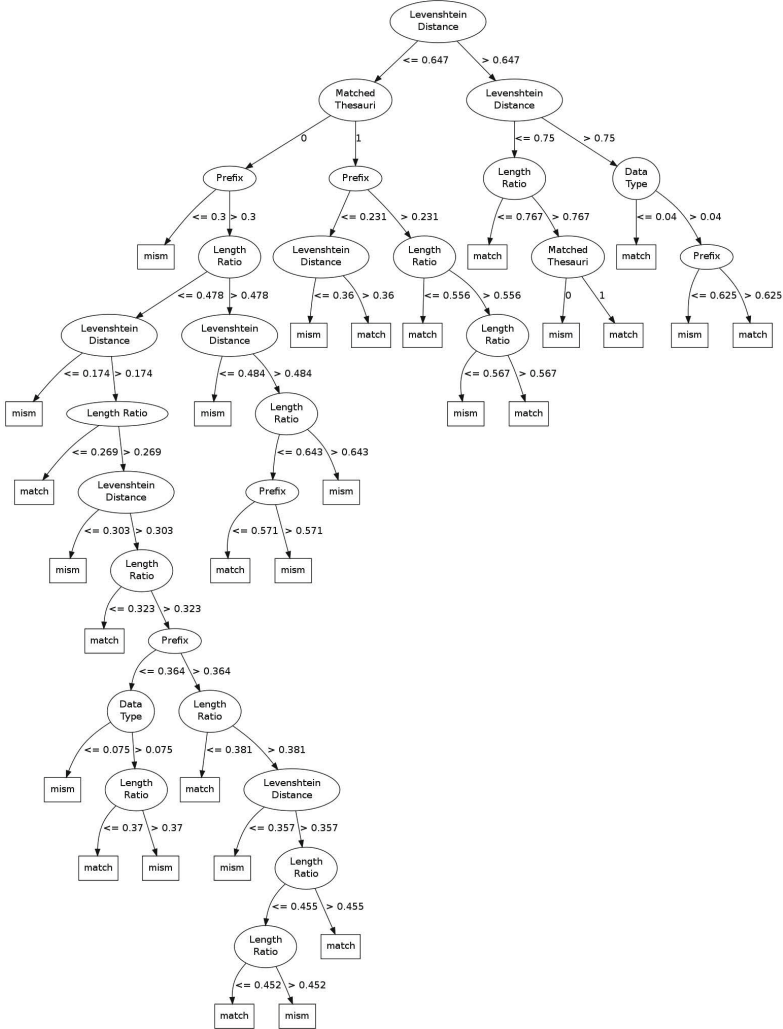 Levenshtein
Distance
<= 0.647
> 0.647
Matched
Thesauri
Levenshtein
Distance
0
1
<= 0.75
> 0.75
Prefix
Prefix
Length
Ratio
Data
Type
<= 0.3
> 0.3
<= 0.231
> 0.231
<= 0.767
> 0.767
<= 0.04
> 0.04
mism
Length
Ratio
Levenshtein
Distance
Length
Ratio
match
Matched
Thesauri
match
Prefix
<= 0.478
> 0.478
<= 0.36
> 0.36
<= 0.556
> 0.556
0
1
<= 0.625
> 0.625
Levenshtein
Distance
Levenshtein
Distance
mism
match
match
Length
Ratio
mism
match
mism
match
<= 0.174
> 0.174
<= 0.484
> 0.484
<= 0.567
> 0.567
mism
Length Ratio
mism
Length
Ratio
mism
match
<= 0.269
> 0.269
<= 0.643
> 0.643
match
Levenshtein
Distance
Prefix
mism
<= 0.303
> 0.303
<= 0.571
> 0.571
mism
Length
Ratio
match
mism
<= 0.323
> 0.323
match
Prefix
<= 0.364
> 0.364
Data
Type
Length
Ratio
<= 0.075
> 0.075
<= 0.381
> 0.381
mism
Length
Ratio
match
Levenshtein
Distance
<= 0.37
> 0.37
<= 0.357
> 0.357
match
mism
mism
Length
Ratio
<= 0.455
> 0.455
Length
Ratio
match
<= 0.452
> 0.452
match
mism